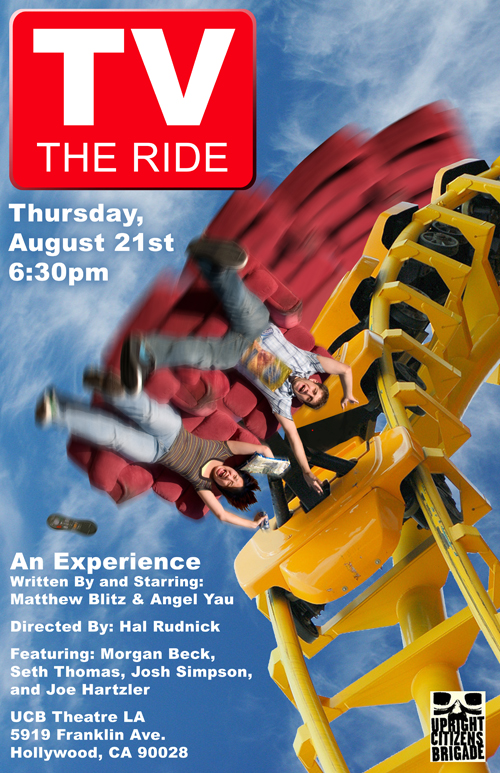 TV
THE RIDE
Thursday,
August 21st
6:30pm
An Experience
Written By and Starring:
Matthew Blitz & Angel Yau
Directed By: Hal Rudnick
Featuring: Morgan Beck,
Seth Thomas, Josh Simpson,
and Joe Hartzler
UCB Theatre LA
5919 Franklin Ave.
Hollywood, CA 90028
UPRIGHT
CITIZENS
BRIGADE